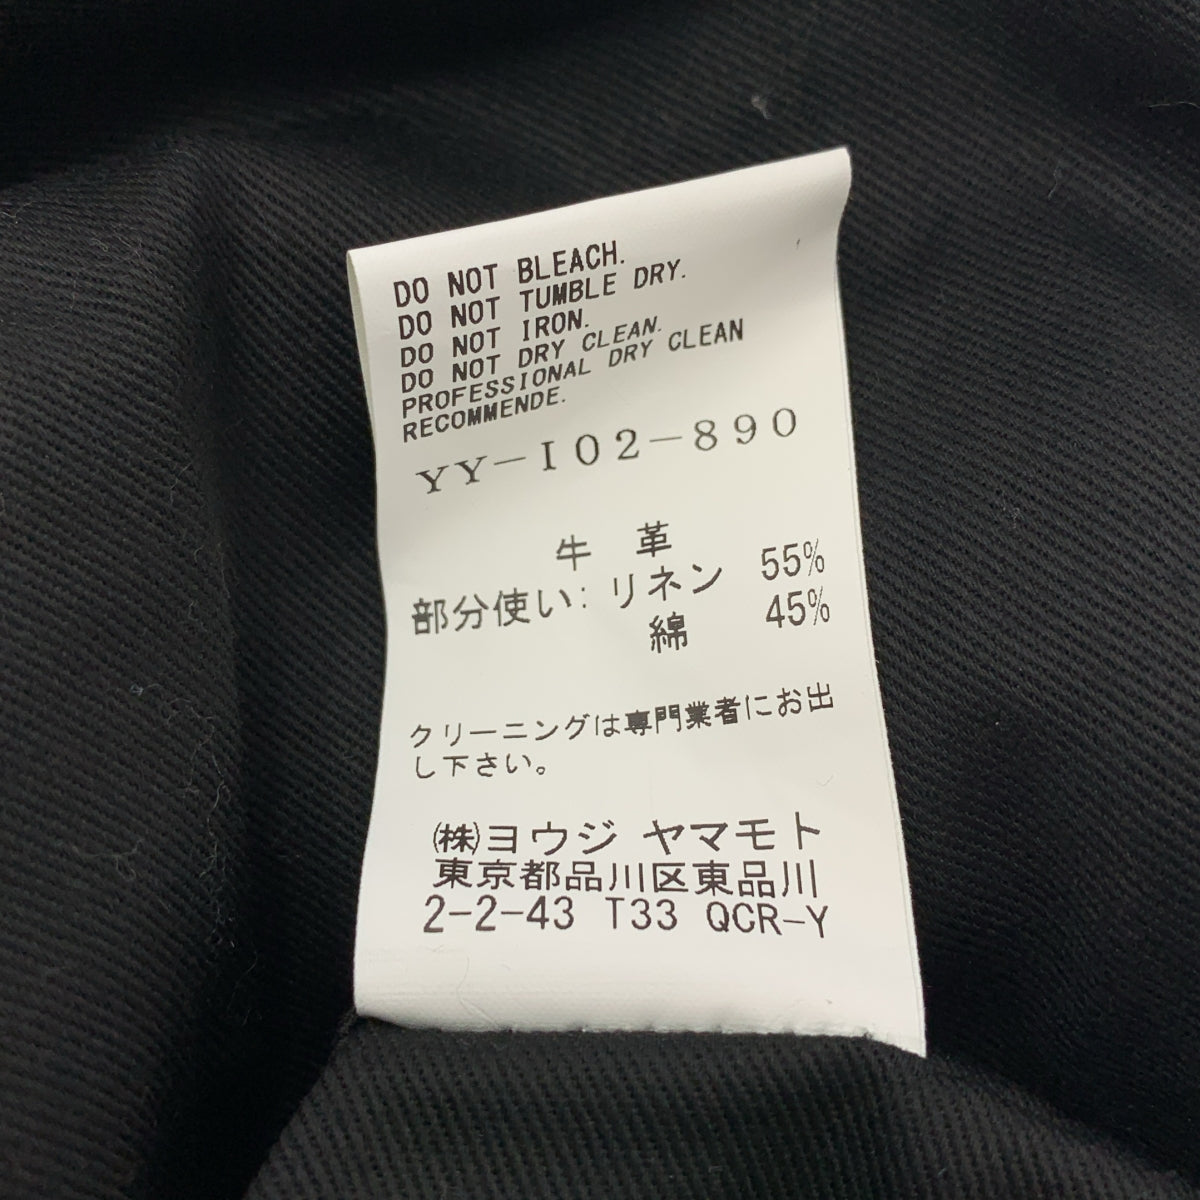 DO NOT BLEACH.
DO NOT TUMBLE DRY.
DO NOT IRON.
DO NOT DRY CLEAN.
PROFESSIONAL DRY CLEAN
RECOMMENDE.
YY-I02-890
牛 革
部分使い: リネン 55%
綿 45%
クリーニングは専門業者にお出
し下さい。
㈱ヨウジ ヤマモト
東京都品川区東品川
2-2-43 T33 QCR-Y